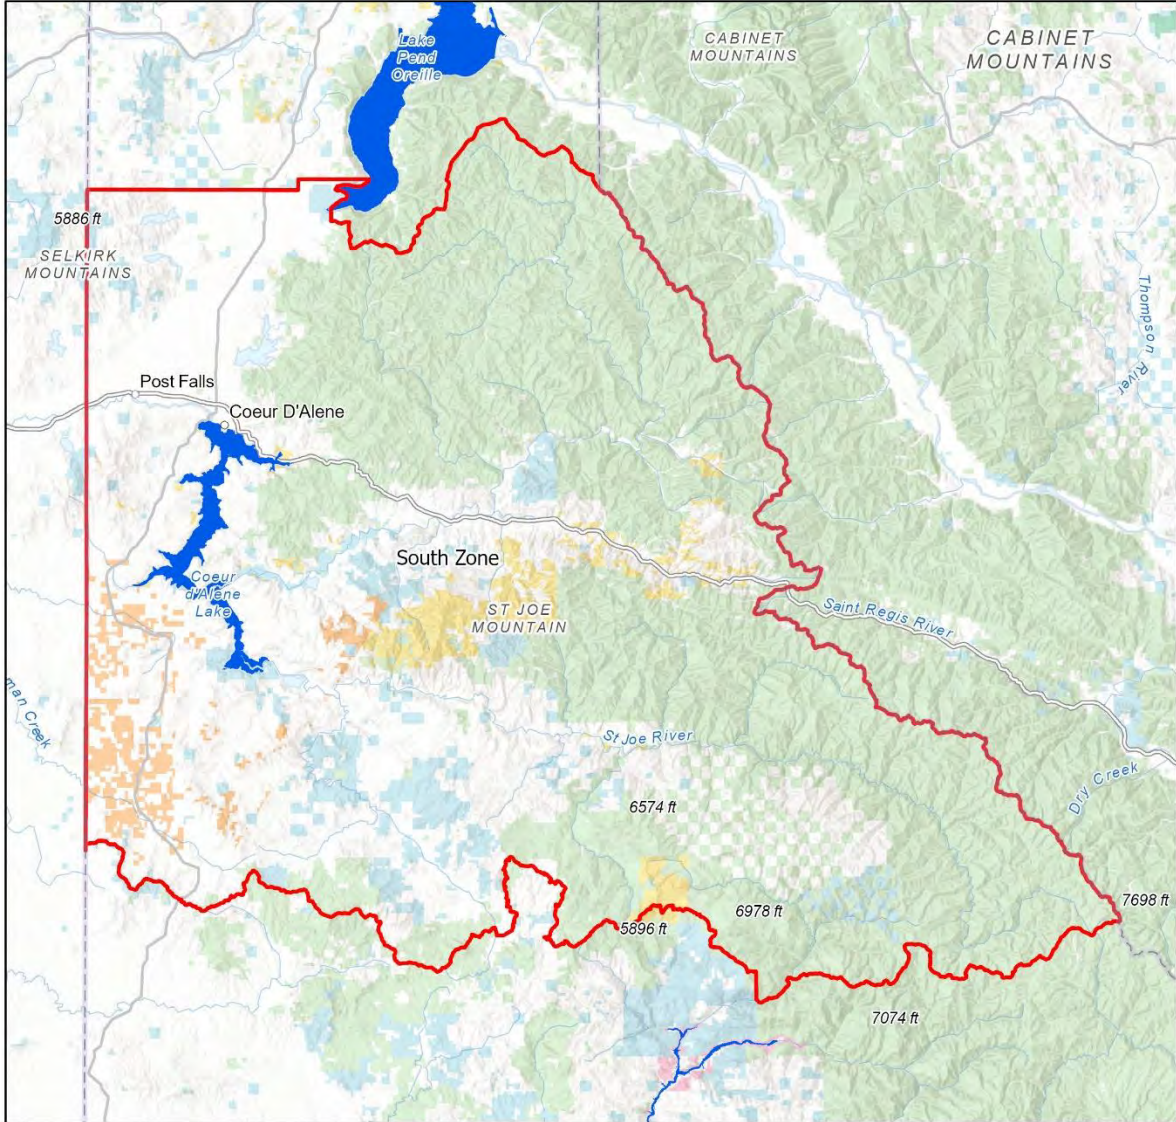 Lake
Pend
Oreille
CABINET
MOUNTAINS
CABINET
MOUNTAINS
5886 ft
SELKIRK
MOUNTAINS
Thompson River
Post Falls
Coeur D'Alene
South Zone
Coeur
d'Alene
Lake
ST JOE
MOUNTAIN
Saint Regis River
man Creek
St Joe River
Dry Creek
6574 ft
7698 ft
6978 ft
5896 ft
7074 ft